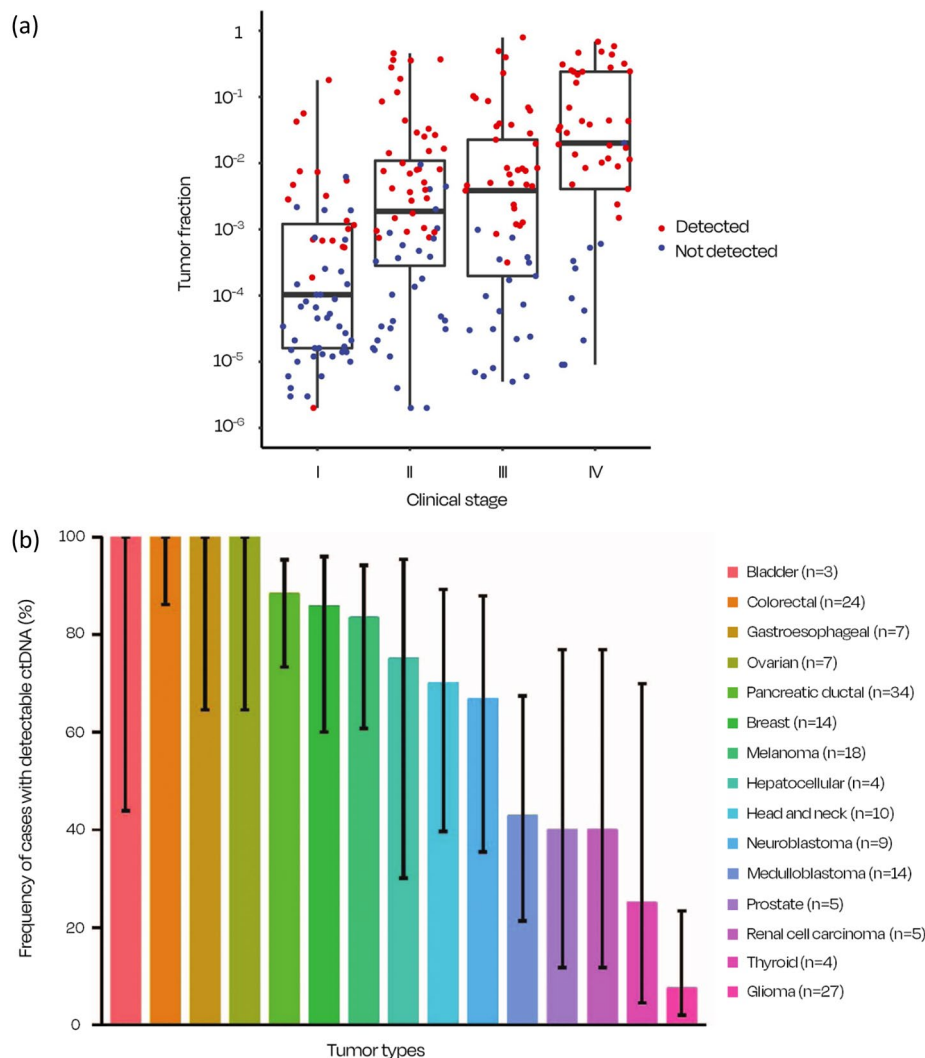 (a)
1
10⁻¹
10⁻²
10⁻³
10⁻⁴
10⁻⁵
10⁻⁶
Tumor fraction
I II III IV
Clinical stage
Detected
Not detected
(b)
100
80
60
40
20
0
Frequency of cases with detectable ctDNA (%)
Tumor types
Bladder (n=3)
Colorectal (n=24)
Gastroesophageal (n=7)
Ovarian (n=7)
Pancreatic ductal (n=34)
Breast (n=14)
Melanoma (n=18)
Hepatocellular (n=4)
Head and neck (n=10)
Neuroblastoma (n=9)
Medulloblastoma (n=14)
Prostate (n=5)
Renal cell carcinoma (n=5)
Thyroid (n=4)
Glioma (n=27)